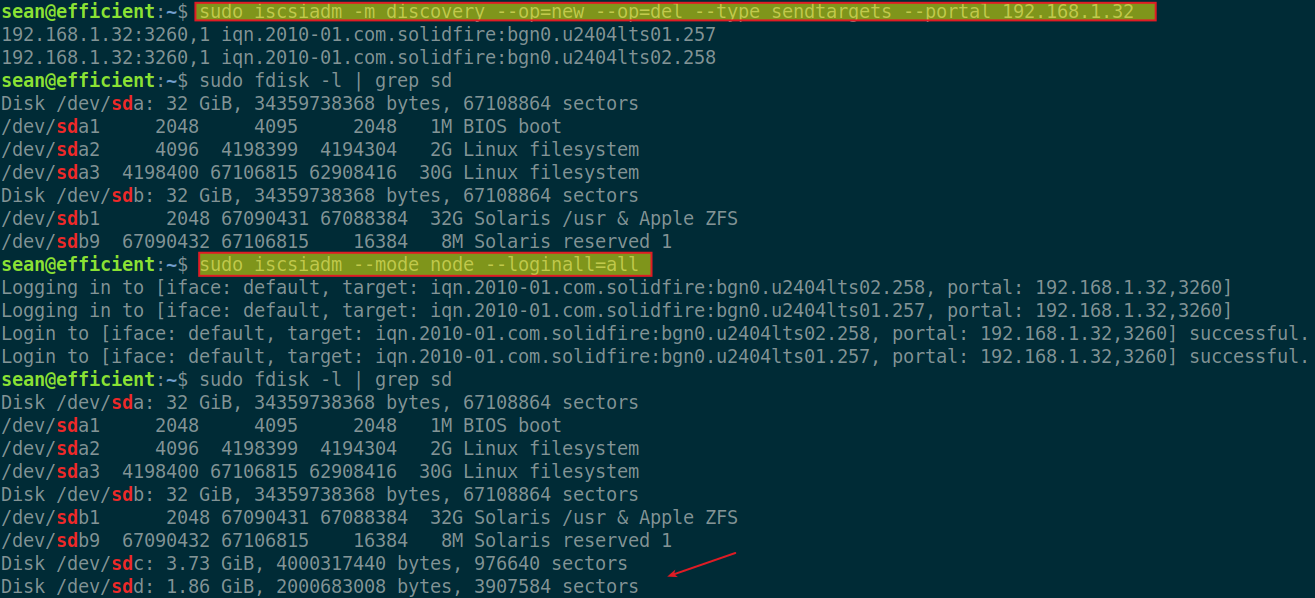 sean@efficient:~$ sudo iscsiadm -m discovery --op=new --op=del --type sendtargets --portal 192.168.1.32
192.168.1.32:3260,1 iqn.2010-01.com.solidfire:bgn0.u2404lts01.257
192.168.1.32:3260,1 iqn.2010-01.com.solidfire:bgn0.u2404lts02.258
sean@efficient:~$ sudo fdisk -l | grep sd
Disk /dev/sda: 32 GiB, 34359738368 bytes, 67108864 sectors
/dev/sda1     2048     4095     2048   1M BIOS boot
/dev/sda2     4096  4198399  4194304   2G Linux filesystem
/dev/sda3  4198400 67106815 62908416  30G Linux filesystem
Disk /dev/sdb: 32 GiB, 34359738368 bytes, 67108864 sectors
/dev/sdb1      2048 67090431 67088384  32G Solaris /usr & Apple ZFS
/dev/sdb9  67090432 67106815    16384   8M Solaris reserved 1
sean@efficient:~$ sudo iscsiadm --mode node --loginall=all
Logging in to [iface: default, target: iqn.2010-01.com.solidfire:bgn0.u2404lts02.258, portal: 192.168.1.32,3260]
Logging in to [iface: default, target: iqn.2010-01.com.solidfire:bgn0.u2404lts01.257, portal: 192.168.1.32,3260]
Login to [iface: default, target: iqn.2010-01.com.solidfire:bgn0.u2404lts02.258, portal: 192.168.1.32,3260] successful.
Login to [iface: default, target: iqn.2010-01.com.solidfire:bgn0.u2404lts01.257, portal: 192.168.1.32,3260] successful.
sean@efficient:~$ sudo fdisk -l | grep sd
Disk /dev/sda: 32 GiB, 34359738368 bytes, 67108864 sectors
/dev/sda1     2048     4095     2048   1M BIOS boot
/dev/sda2     4096  4198399  4194304   2G Linux filesystem
/dev/sda3  4198400 67106815 62908416  30G Linux filesystem
Disk /dev/sdb: 32 GiB, 34359738368 bytes, 67108864 sectors
/dev/sdb1      2048 67090431 67088384  32G Solaris /usr & Apple ZFS
/dev/sdb9  67090432 67106815    16384   8M Solaris reserved 1
Disk /dev/sdc: 3.73 GiB, 4000317440 bytes, 976640 sectors
Disk /dev/sdd: 1.86 GiB, 2000683008 bytes, 3907584 sectors